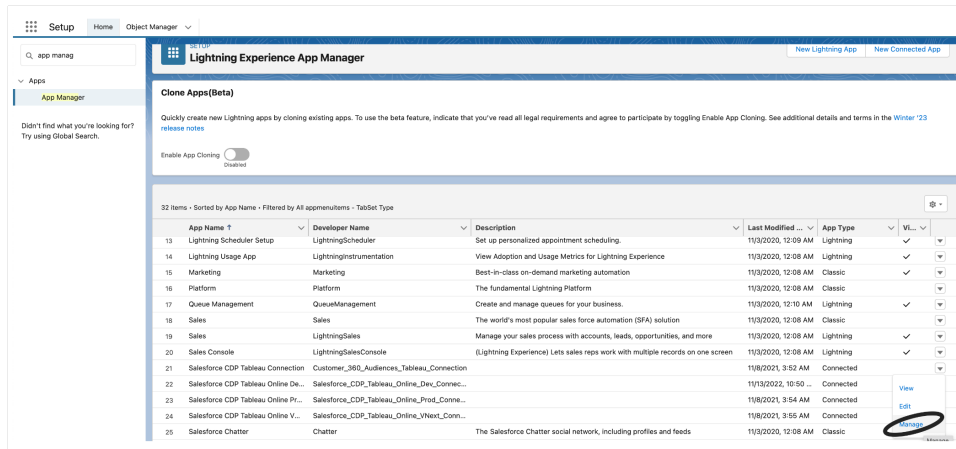 Setup Home Object Manager
app manag
Apps
App Manager
Didn't find what you're looking for?
Try using Global Search.
SETUP
Lightning Experience App Manager
New Lightning App New Connected App
Clone Apps(Beta)
Quickly create new Lightning apps by cloning existing apps. To use the beta feature, indicate that you've read all legal requirements and agree to participate by toggling Enable App Cloning. See additional details and terms in the Winter '23
release notes
Enable App Cloning
Disabled
32 items • Sorted by App Name • Filtered by All appmenuitems - TabSet Type
App Name ↑ Developer Name Description Last Modified ... App Type Vi...
13 Lightning Scheduler Setup LightningScheduler Set up personalized appointment scheduling. 11/3/2020, 12:09 AM Lightning
14 Lightning Usage App LightningInstrumentation View Adoption and Usage Metrics for Lightning Experience 11/3/2020, 12:08 AM Lightning
15 Marketing Marketing Best-in-class on-demand marketing automation 11/3/2020, 12:08 AM Classic
16 Platform Platform The fundamental Lightning Platform 11/3/2020, 12:08 AM Classic
17 Queue Management QueueManagement Create and manage queues for your business. 11/3/2020, 12:10 AM Lightning
18 Sales Sales The world's most popular sales force automation (SFA) solution 11/3/2020, 12:08 AM Classic
19 Sales LightningSales Manage your sales process with accounts, leads, opportunities, and more 11/3/2020, 12:08 AM Lightning
20 Sales Console LightningSalesConsole (Lightning Experience) Lets sales reps work with multiple records on one screen 11/3/2020, 12:08 AM Lightning
21 Salesforce CDP Tableau Connection Customer_360_Audiences_Tableau_Connection 11/8/2021, 3:52 AM Connected
22 Salesforce CDP Tableau Online De... Salesforce_CDP_Tableau_Online_Dev_Connec... 11/13/2022, 10:50 ... Connected
View
23 Salesforce CDP Tableau Online Pr... Salesforce_CDP_Tableau_Online_Prod_Conne... 11/8/2021, 3:54 AM Connected
Edit
24 Salesforce CDP Tableau Online V... Salesforce_CDP_Tableau_Online_VNext_Conn... 11/8/2021, 3:55 AM Connected
Manage
25 Salesforce Chatter Chatter The Salesforce Chatter social network, including profiles and feeds 11/3/2020, 12:08 AM Classic
Manage